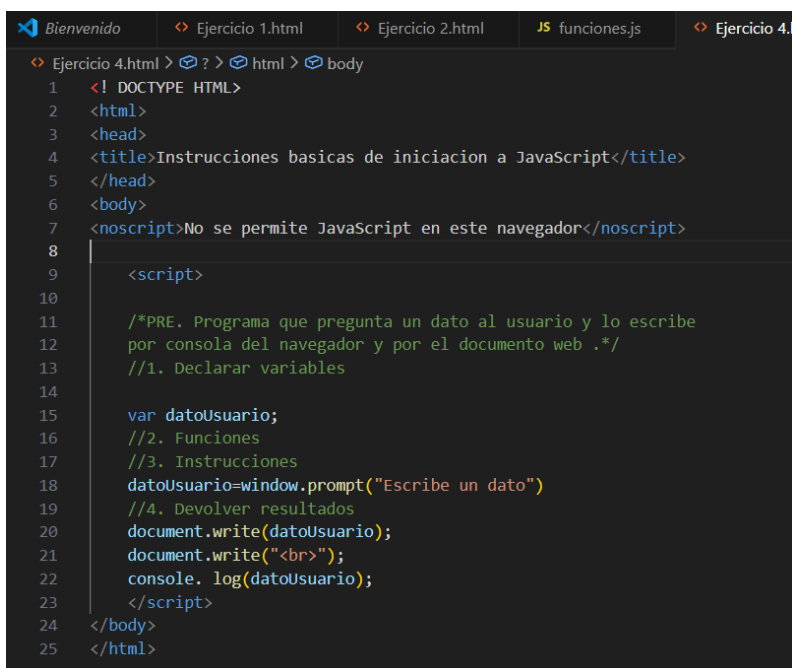 Bienvenido <> Ejercicio 1.html <> Ejercicio 2.html JS funciones.js <> Ejercicio 4.
<> Ejercicio 4.html > ? > html > body
1 <! DOCTYPE HTML>
2 <html>
3 <head>
4 <title>Instrucciones basicas de iniciacion a JavaScript</title>
5 </head>
6 <body>
7 <noscript>No se permite JavaScript en este navegador</noscript>
8
9 <script>
10
11 /*PRE. Programa que pregunta un dato al usuario y lo escribe
12 por consola del navegador y por el documento web .*/
13 //1. Declarar variables
14
15 var datoUsuario;
16 //2. Funciones
17 //3. Instrucciones
18 datoUsuario=window.prompt("Escribe un dato")
19 //4. Devolver resultados
20 document.write(datoUsuario);
21 document.write("<br>");
22 console. log(datoUsuario);
23 </script>
24 </body>
25 </html>